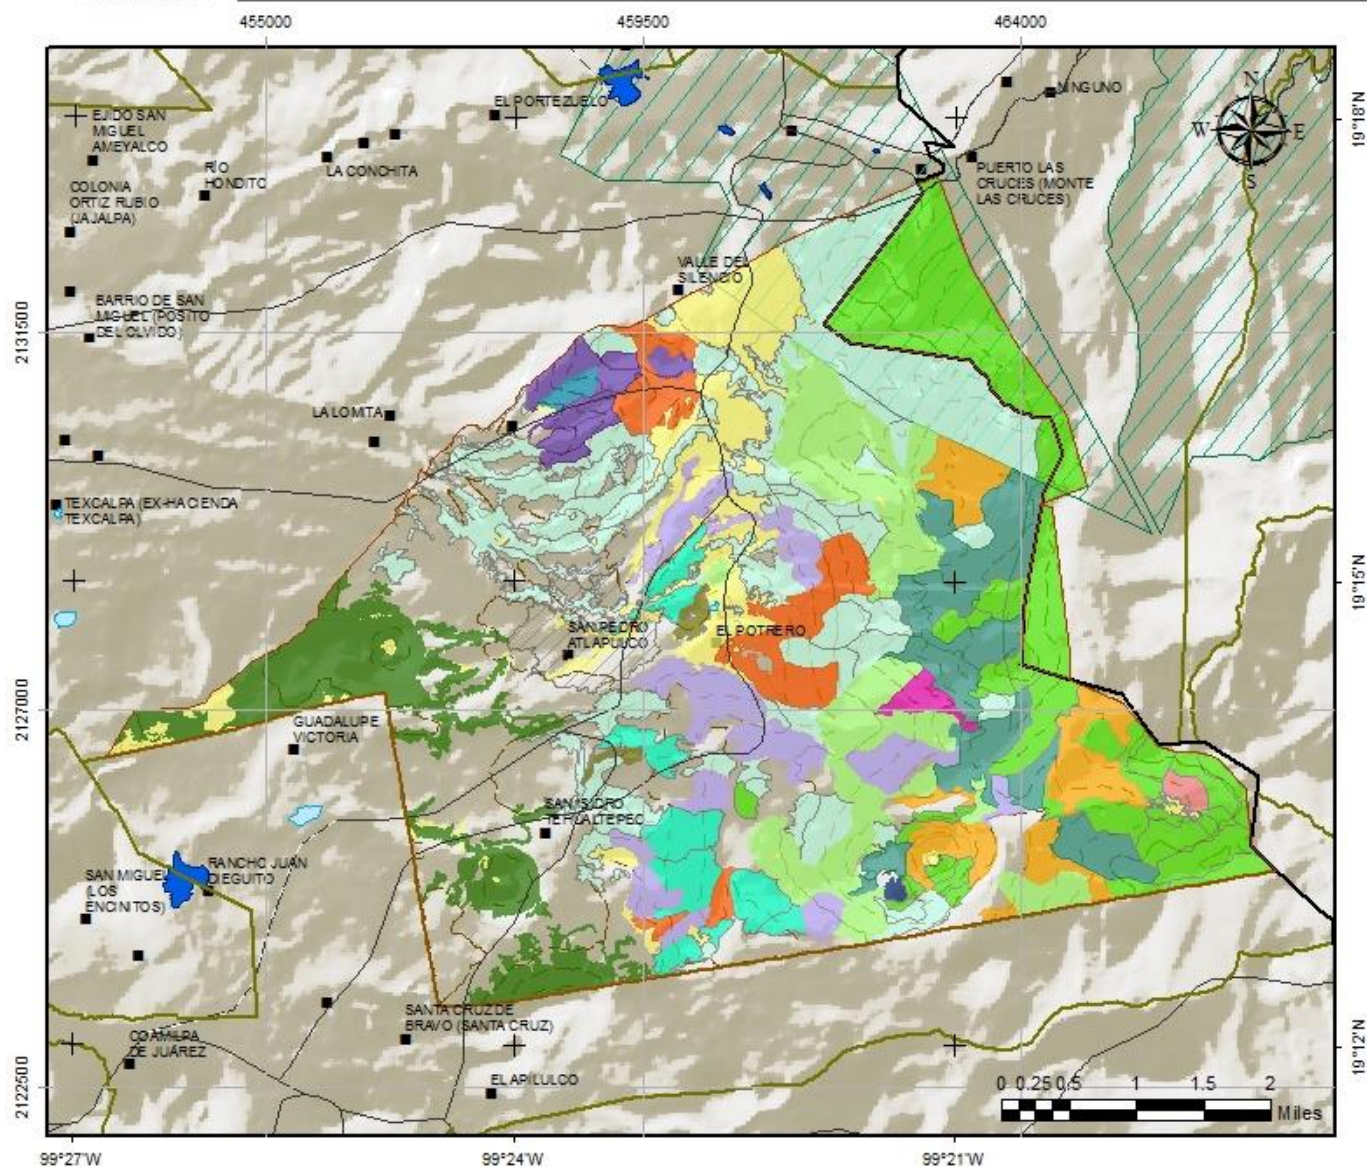 455000
459500
464000
EL PORTEZUELO
NINGUNO
N
W
E
S
19°18'N
EJIDO SAN
MIGUEL
AMEYALCO
RÍO
HONDITO
LA CONCHITA
PUERTO LAS
CRUCES (MONTE
LAS CRUCES)
COLONIA
ORTIZ RUBIO
(JAJALPA)
VALLE DEL
SILENCIO
BARRIO DE SAN
MIGUEL (POSITO
DEL OLVIDO)
2131500
LA LOMITA
TEXCALPA (EX-HACIENDA
TEXCALPA)
19°15'N
SAN PEDRO
ATLAPULCO
EL POTRERO
2127000
GUADALUPE
VICTORIA
SAN ISIDRO
TEHUALTEPEC
SAN MIGUEL
(LOS
ENCINITOS)
RANCHO JUAN
DIEGUITO
SANTA CRUZ DE
BRAVO (SANTA CRUZ)
COAMILPA
DE JUÁREZ
19°12'N
EL APILULCO
2122500
0 0.25 0.5 1 1.5 2
Miles
99°27'W
99°24'W
99°21'W